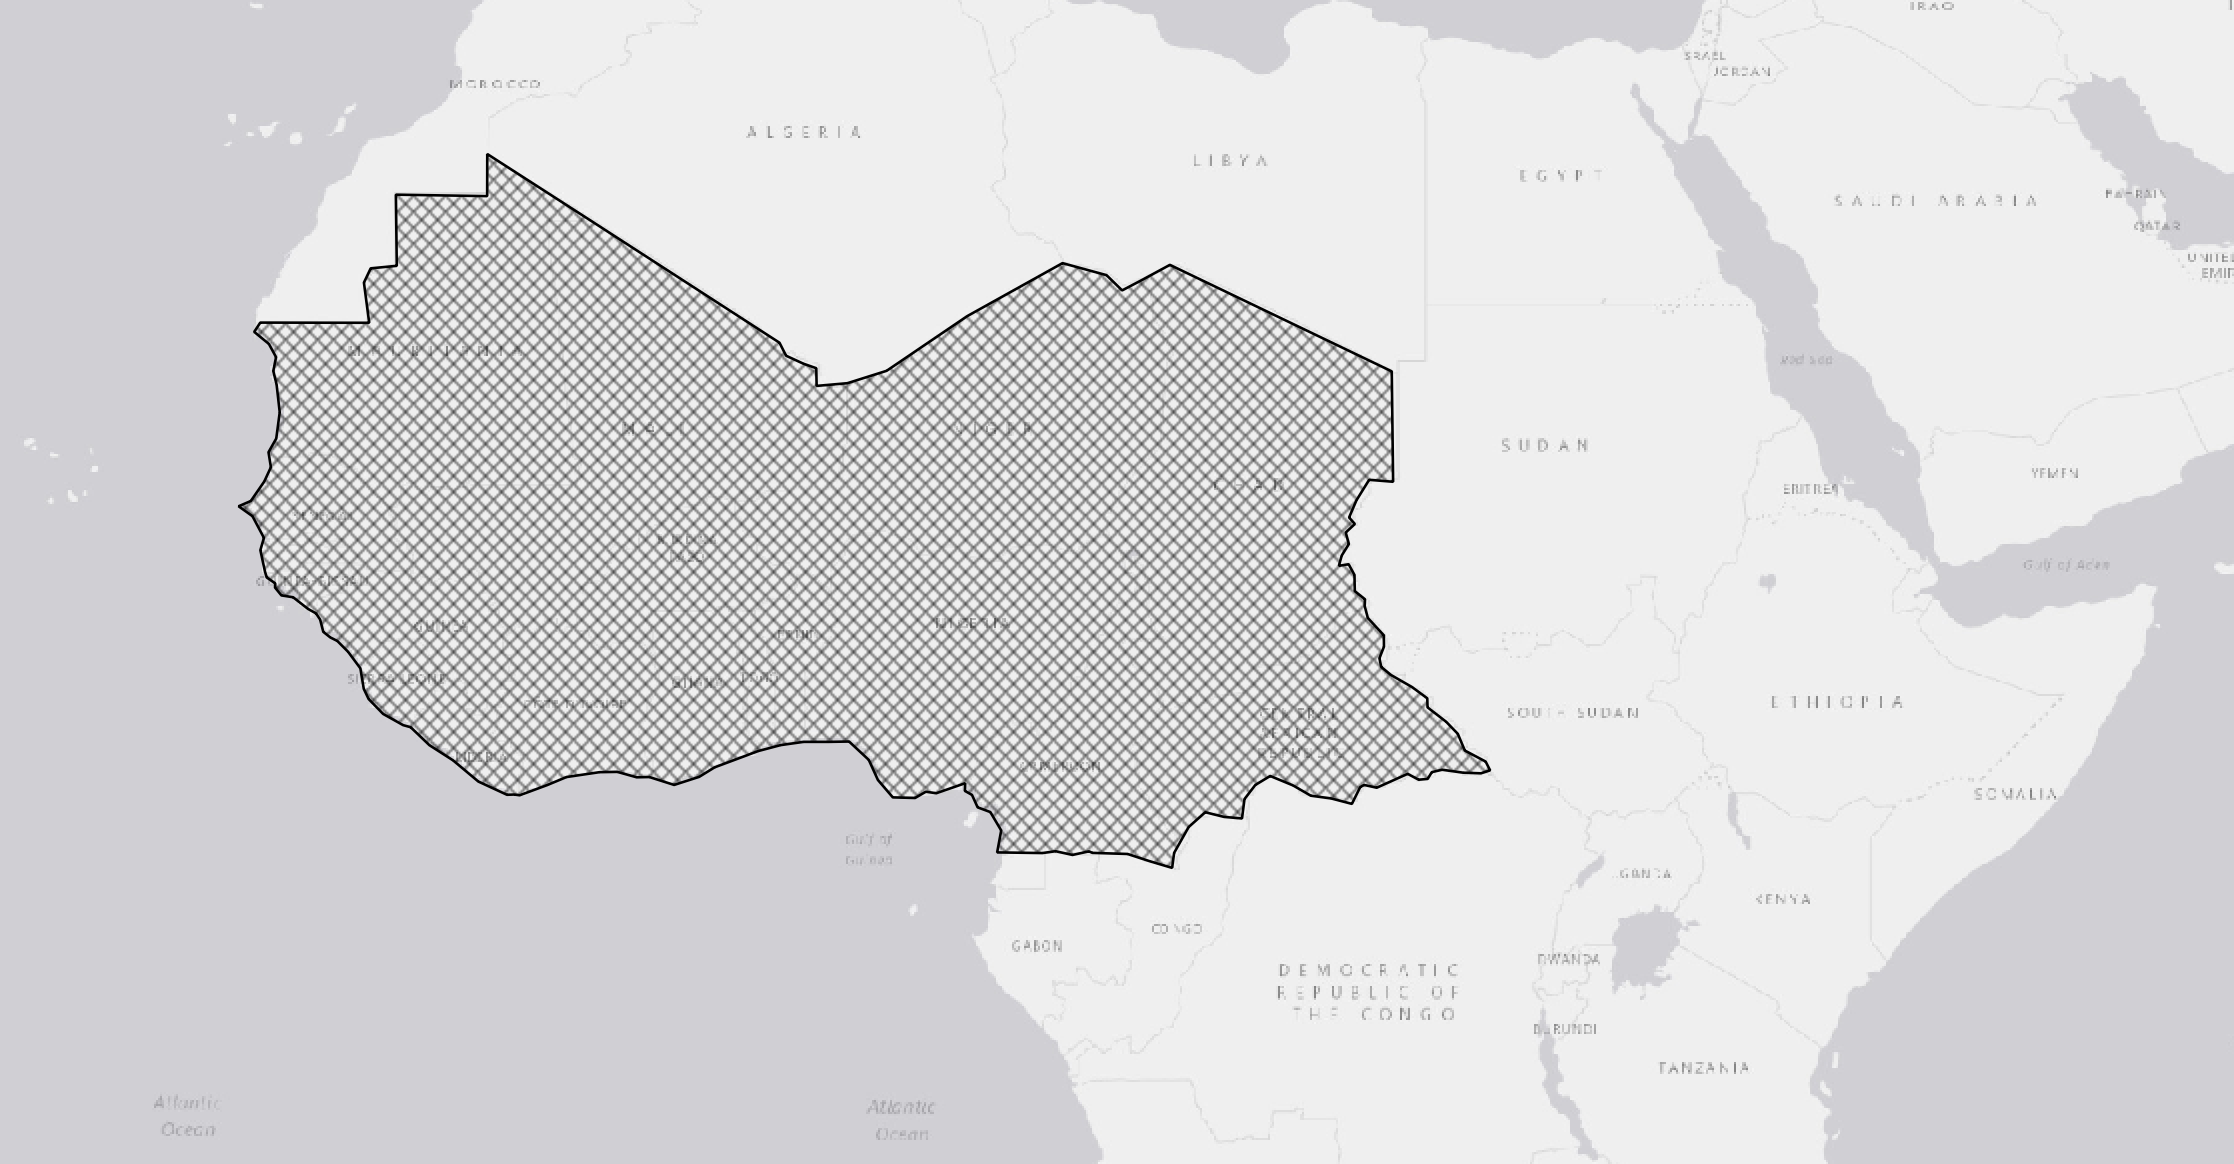 IRAQ
ISRAEL
JORDAN
MOROCCO
ALGERIA
LIBYA
EGYPT
SAUDI ARABIA
BAHRAIN
QATAR
UNITED
EMIR
MAURITANIA
MALI
NIGER
CHAD
SUDAN
Red Sea
ERITREA
YEMEN
Gulf of Aden
SENEGAL
BURKINA
FASO
GUINEA-BISSAU
GUINEA
BENIN
NIGERIA
SIERRA LEONE
GHANA
TOGO
CÔTE D'IVOIRE
LIBERIA
CENTRAL
AFRICAN
REPUBLIC
CAMEROON
SOUTH SUDAN
ETHIOPIA
SOMALIA
Gulf of
Guinea
UGANDA
KENYA
GABON
CONGO
RWANDA
DEMOCRATIC
REPUBLIC OF
THE CONGO
BURUNDI
TANZANIA
Atlantic
Ocean
Atlantic
Ocean